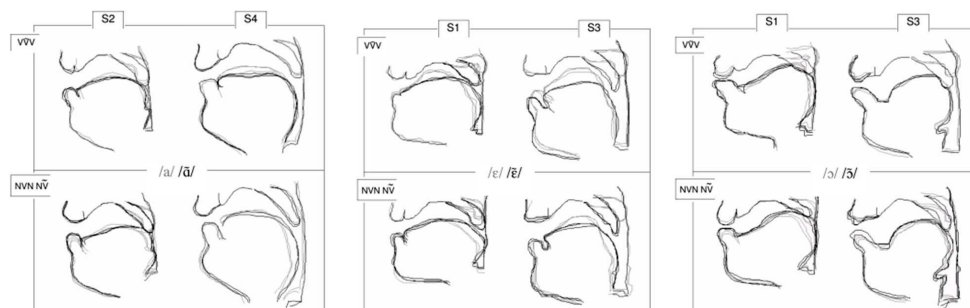 S2 S4 S1 S3 S1 S3
VṽV VṽV VṽV
/a/ /ɑ̃/ /ɛ/ /ɛ̃/ /ɔ/ /ɔ̃/
NVN NṼ NVN NṼ NVN NṼ